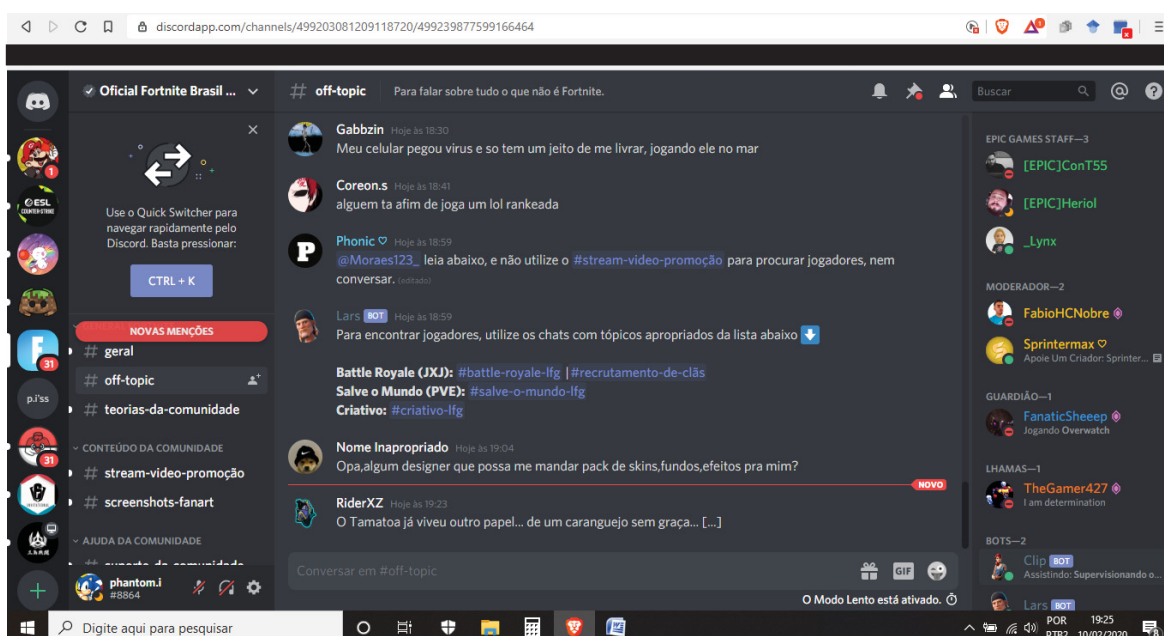 discordapp.com/channels/499203081209118720/499239877599166464
Oficial Fortnite Brasil ...
# off-topic
Para falar sobre tudo o que não é Fortnite.
Buscar
1
ESL
COUNTER-STRIKE
31
p.i'ss
31
Use o Quick Switcher para
navegar rapidamente pelo
Discord. Basta pressionar:
CTRL + K
NOVAS MENÇÕES
# geral
# off-topic
# teorias-da-comunidade
CONTEÚDO DA COMUNIDADE
# stream-video-promoção
# screenshots-fanart
AJUDA DA COMUNIDADE
phantom.i
#8864
Gabbzin Hoje às 18:30
Meu celular pegou virus e so tem um jeito de me livrar, jogando ele no mar
Coreon.s Hoje às 18:41
alguem ta afim de joga um lol rankeada
P
Phonic Hoje às 18:59
@Moraes123_ leia abaixo, e não utilize o #stream-video-promoção para procurar jogadores, nem
conversar. (editado)
Lars BOT Hoje às 18:59
Para encontrar jogadores, utilize os chats com tópicos apropriados da lista abaixo
Battle Royale (JXJ): #battle-royale-lfg | #recrutamento-de-clãs
Salve o Mundo (PVE): #salve-o-mundo-lfg
Criativo: #criativo-lfg
Nome Inapropriado Hoje às 19:04
Opa,algum designer que possa me mandar pack de skins,fundos,efeitos pra mim?
NOVO
RiderXZ Hoje às 19:23
O Tamatoa já viveu outro papel... de um caranguejo sem graça... [...]
Conversar em #off-topic
GIF
O Modo Lento está ativado.
EPIC GAMES STAFF—3
[EPIC]ConT55
[EPIC]Heriol
_Lynx
MODERADOR—2
FabioHCNobre
Sprintermax
Apoie Um Criador: Sprinter...
GUARDIÃO—1
FanaticSheeep
Jogando Overwatch
LHAMAS—1
TheGamer427
I am determination
BOTS—2
Clip BOT
Assistindo: Supervisionando o...
Lars BOT
Digite aqui para pesquisar
POR
PTB2
19:25
10/02/2020